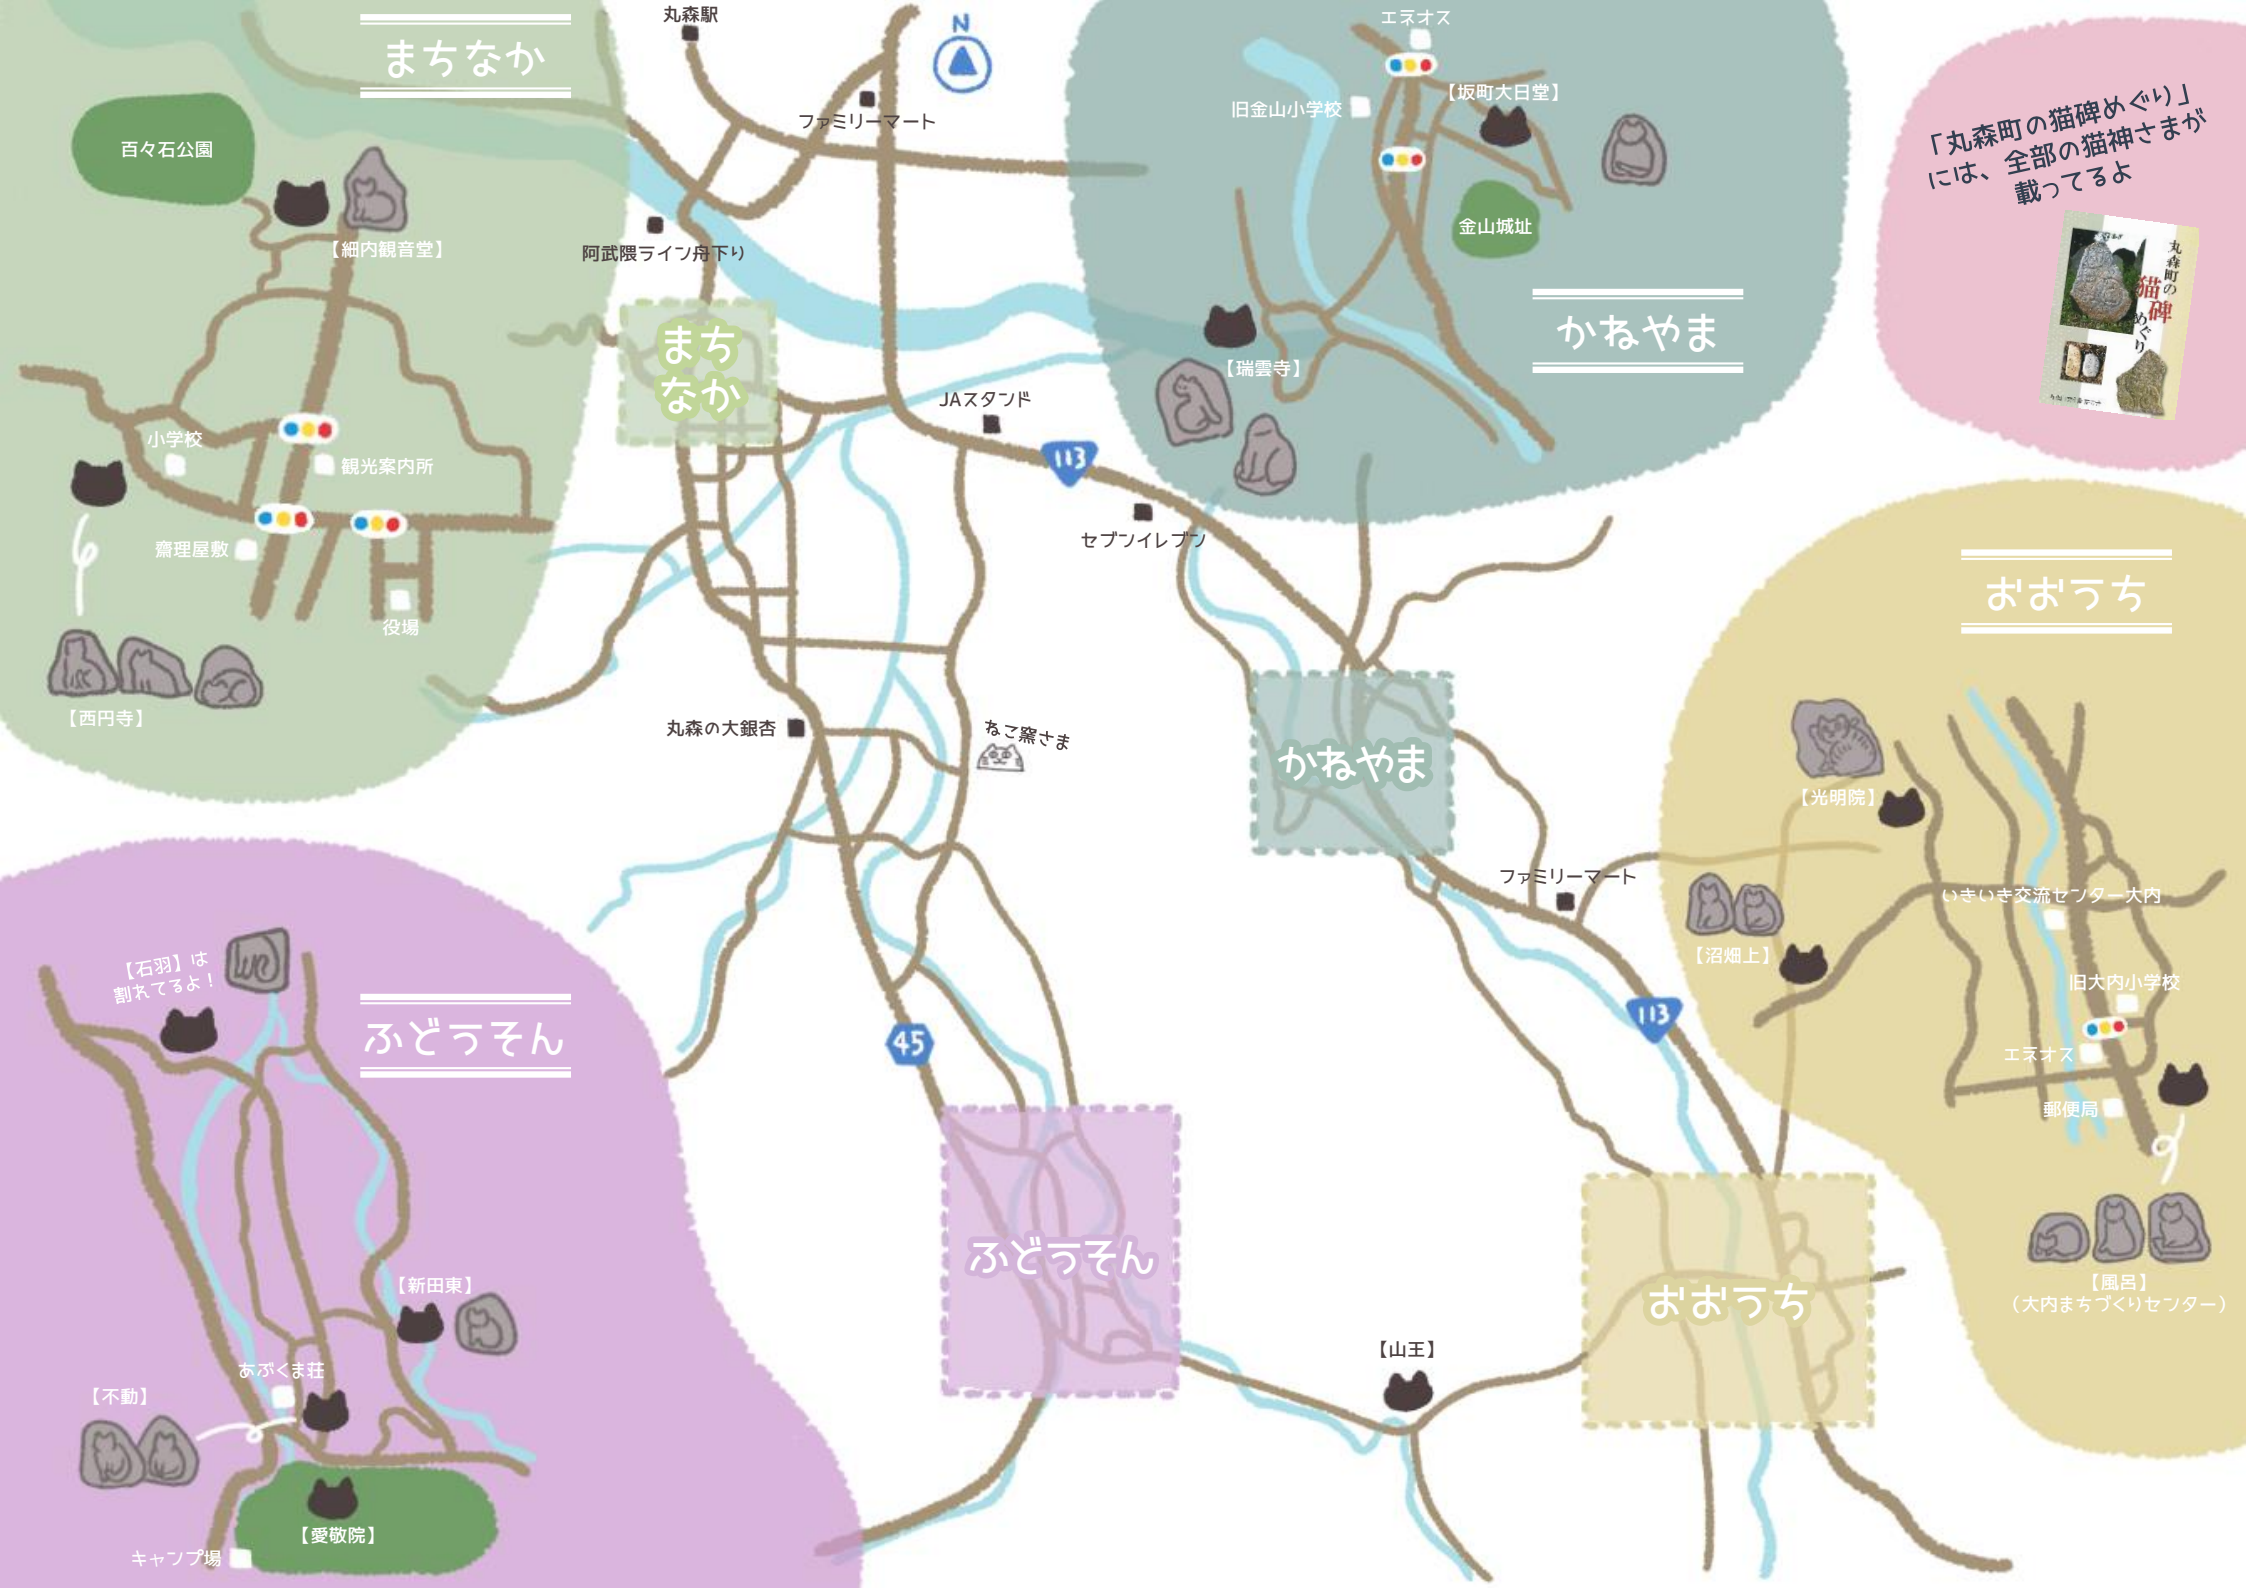 まちなか
百々石公園
【細内観音堂】
小学校
観光案内所
齋理屋敷
役場
【西円寺】
丸森駅
N
ファミリーマート
阿武隈ライン舟下り
まち
なか
JAスタンド
113
セブンイレブン
丸森の大銀杏
ねこ窯さま
エネオス
旧金山小学校
【坂町大日堂】
金山城址
かねやま
【瑞雲寺】
「丸森町の猫碑めぐり」
には、全部の猫神さまが
載ってるよ
丸森町の
猫碑
めぐり
かねやま
ファミリーマート
113
おおうち
【光明院】
いきいき交流センター大内
【沼畑上】
旧大内小学校
エネオス
郵便局
【風呂】
（大内まちづくりセンター）
【石羽】は
割れてるよ！
ふどうそん
【新田東】
あぶくま荘
【不動】
【愛敬院】
キャンプ場
45
ふどうそん
【山王】
おおうち